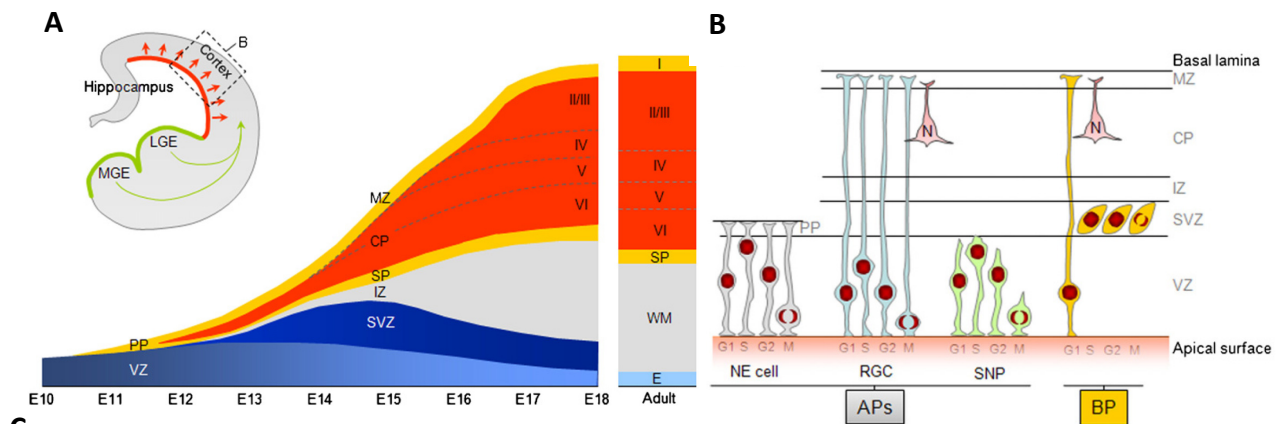 A
B
Cortex
Hippocampus
LGE
MGE
MZ
CP
SP
IZ
SVZ
PP
VZ
II/III
IV
V
VI
E10 E11 E12 E13 E14 E15 E16 E17 E18
I
II/III
IV
V
VI
SP
WM
E
Adult
B
Basal lamina
MZ
CP
IZ
SVZ
PP
VZ
N
N
G1 S G2 M
G1 S G2 M
G1 S G2 M
G1 S G2 M
Apical surface
NE cell RGC SNP
APs BP